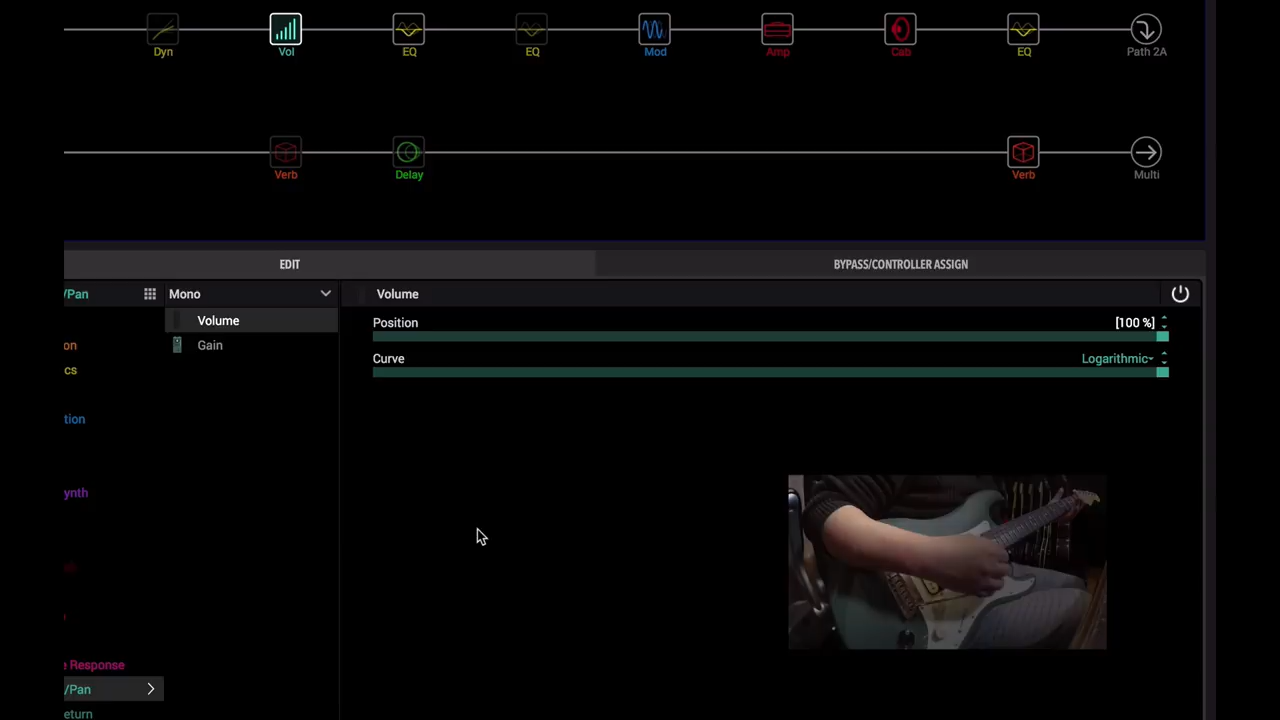 Dyn
Vol
EQ
EQ
Mod
Amp
Cab
EQ
Path 2A
Verb
Delay
Verb
Multi
EDIT
BYPASS/CONTROLLER ASSIGN
/Pan
Mono
Volume
Volume
Position
[100 %]
on
Gain
Curve
Logarithmic
cs
tion
ynth
e Response
/Pan
eturn